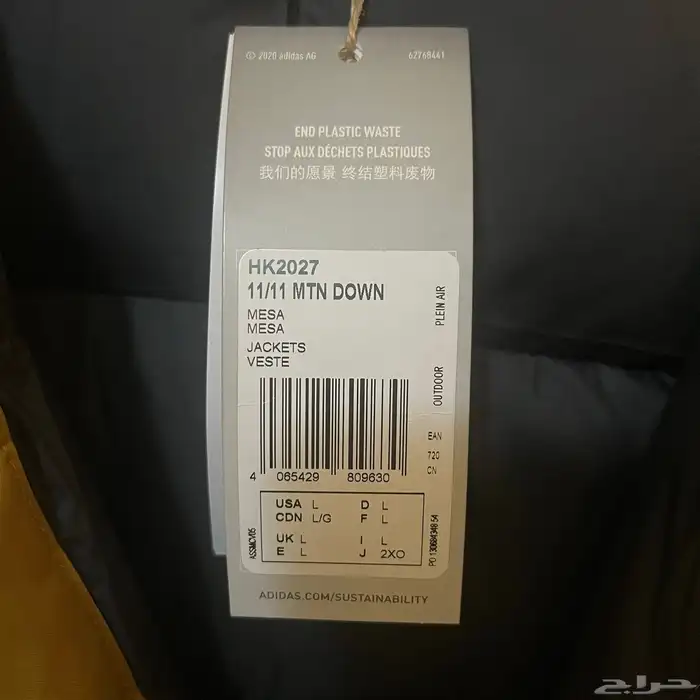 © 2020 adidas AG 62768441
END PLASTIC WASTE
STOP AUX DÉCHETS PLASTIQUES
我们的愿景 终结塑料废物
HK2027
11/11 MTN DOWN
MESA
MESA
JACKETS
VESTE
OUTDOOR PLEIN AIR
EAN
720
CN
4 065429 809630
USA L D L
CDN L/G F L
UK L I L
E L J 2XO
ADIDAS.COM/SUSTAINABILITY
حراج